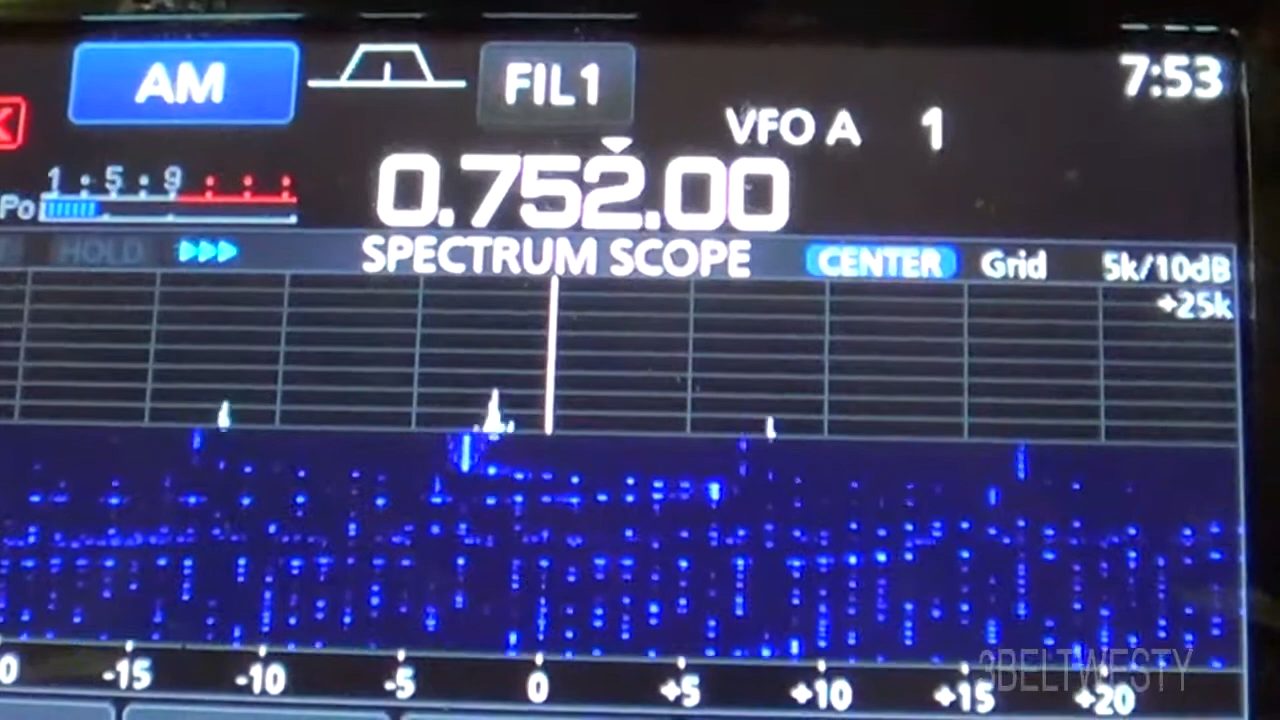 AM FIL1 7:53
VFO A 1
1 • 5 • 9
0.752.00
Po
HOLD SPECTRUM SCOPE CENTER Grid 5k/10dB
+25k
-15 -10 -5 0 +5 +10 +15 +20
3BELTWESTY